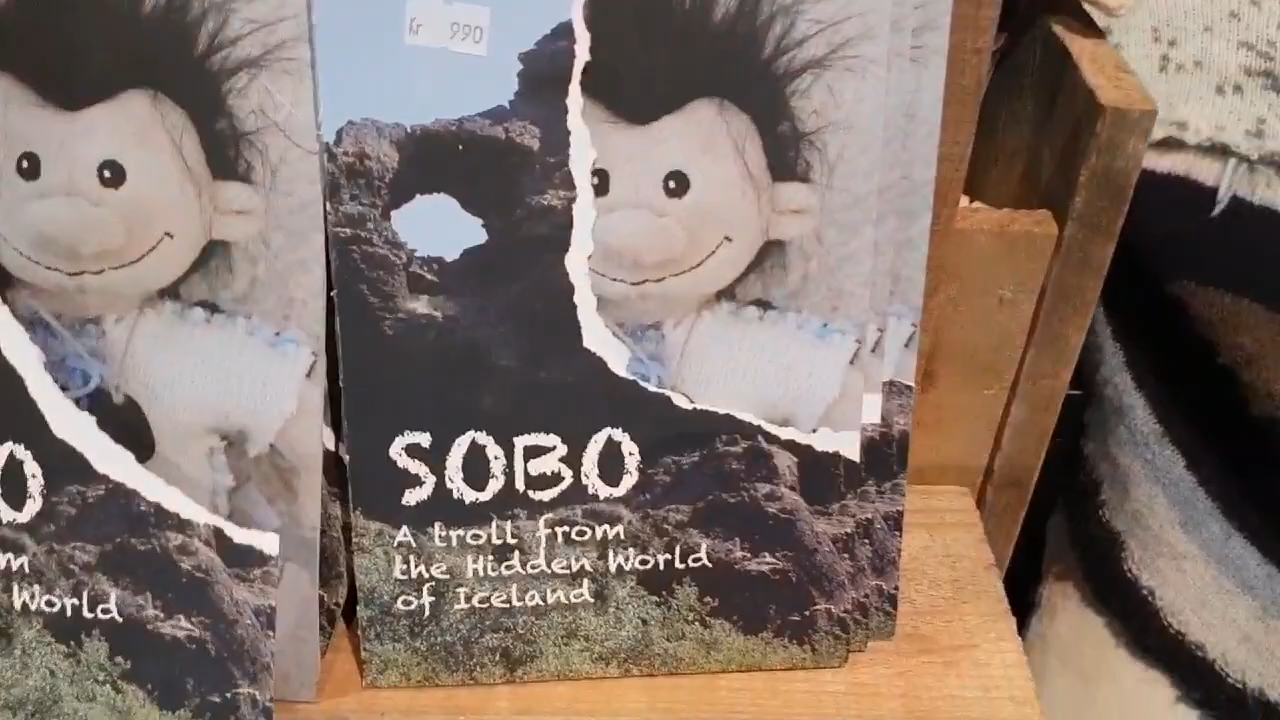 Kr 990
SOBO
A troll from
the Hidden World
of Iceland
O
m
World